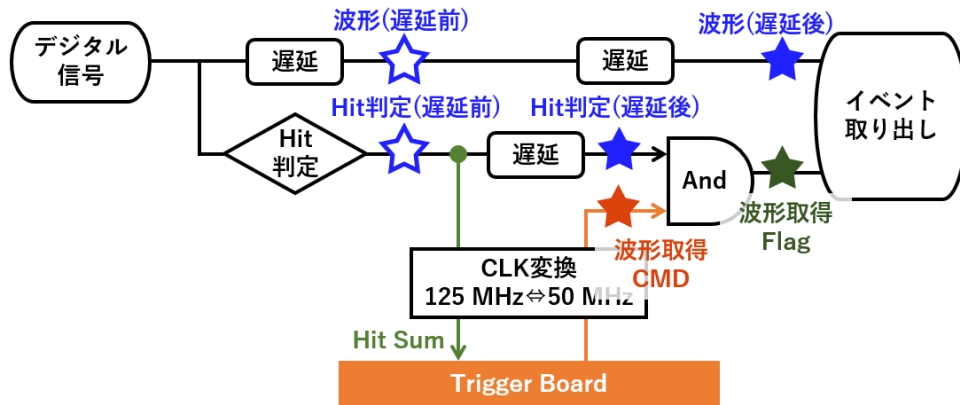 波形(遅延前)
波形(遅延後)
デジタル
信号
遅延
遅延
イベント
取り出し
Hit判定(遅延前)
Hit判定(遅延後)
Hit
判定
遅延
And
波形取得
Flag
波形取得
CMD
CLK変換
125 MHz⇔50 MHz
Hit Sum
Trigger Board